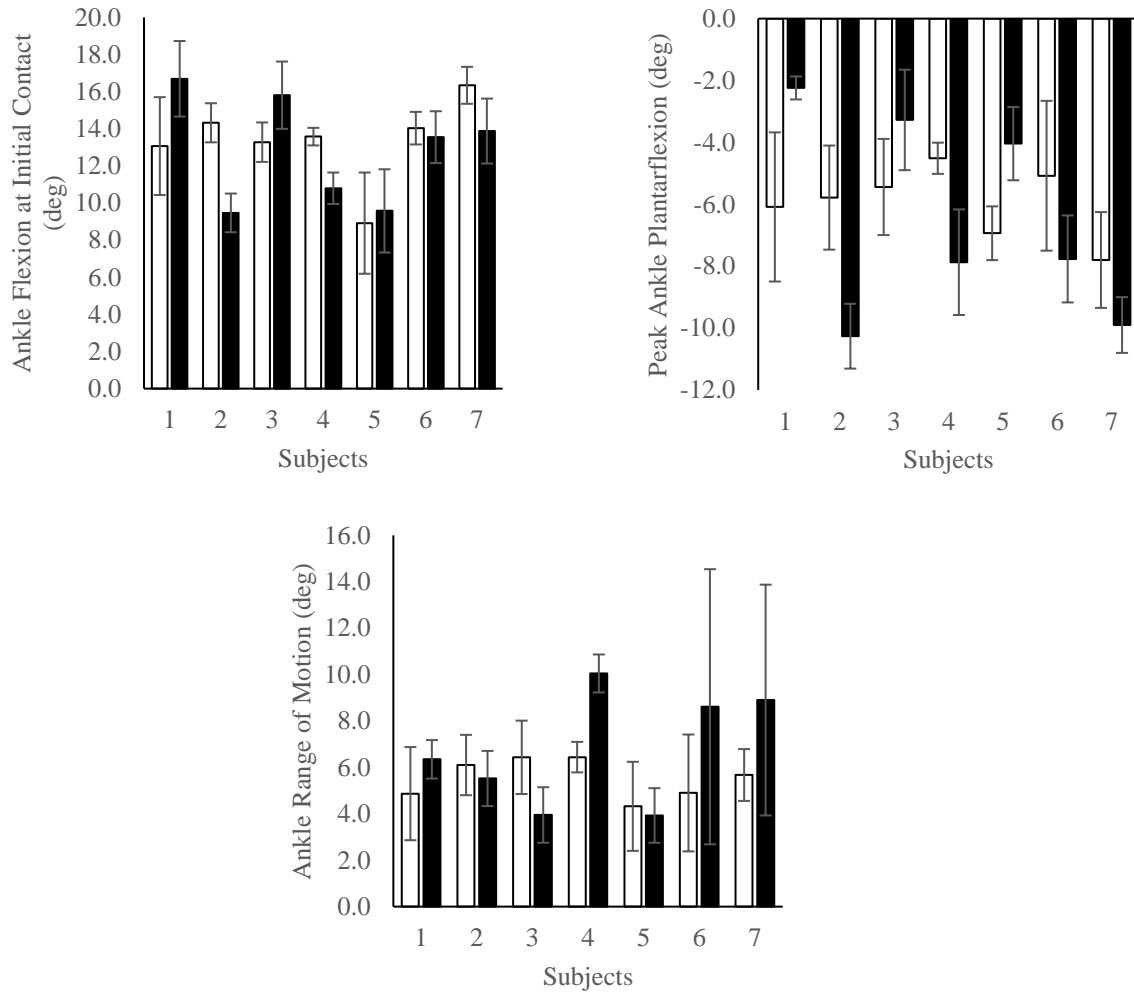 Ankle Flexion at Initial Contact
(deg)
20.0
18.0
16.0
14.0
12.0
10.0
8.0
6.0
4.0
2.0
0.0
1 2 3 4 5 6 7
Subjects
Peak Ankle Plantarflexion (deg)
0.0
-2.0
-4.0
-6.0
-8.0
-10.0
-12.0
1 2 3 4 5 6 7
Subjects
Ankle Range of Motion (deg)
16.0
14.0
12.0
10.0
8.0
6.0
4.0
2.0
0.0
1 2 3 4 5 6 7
Subjects